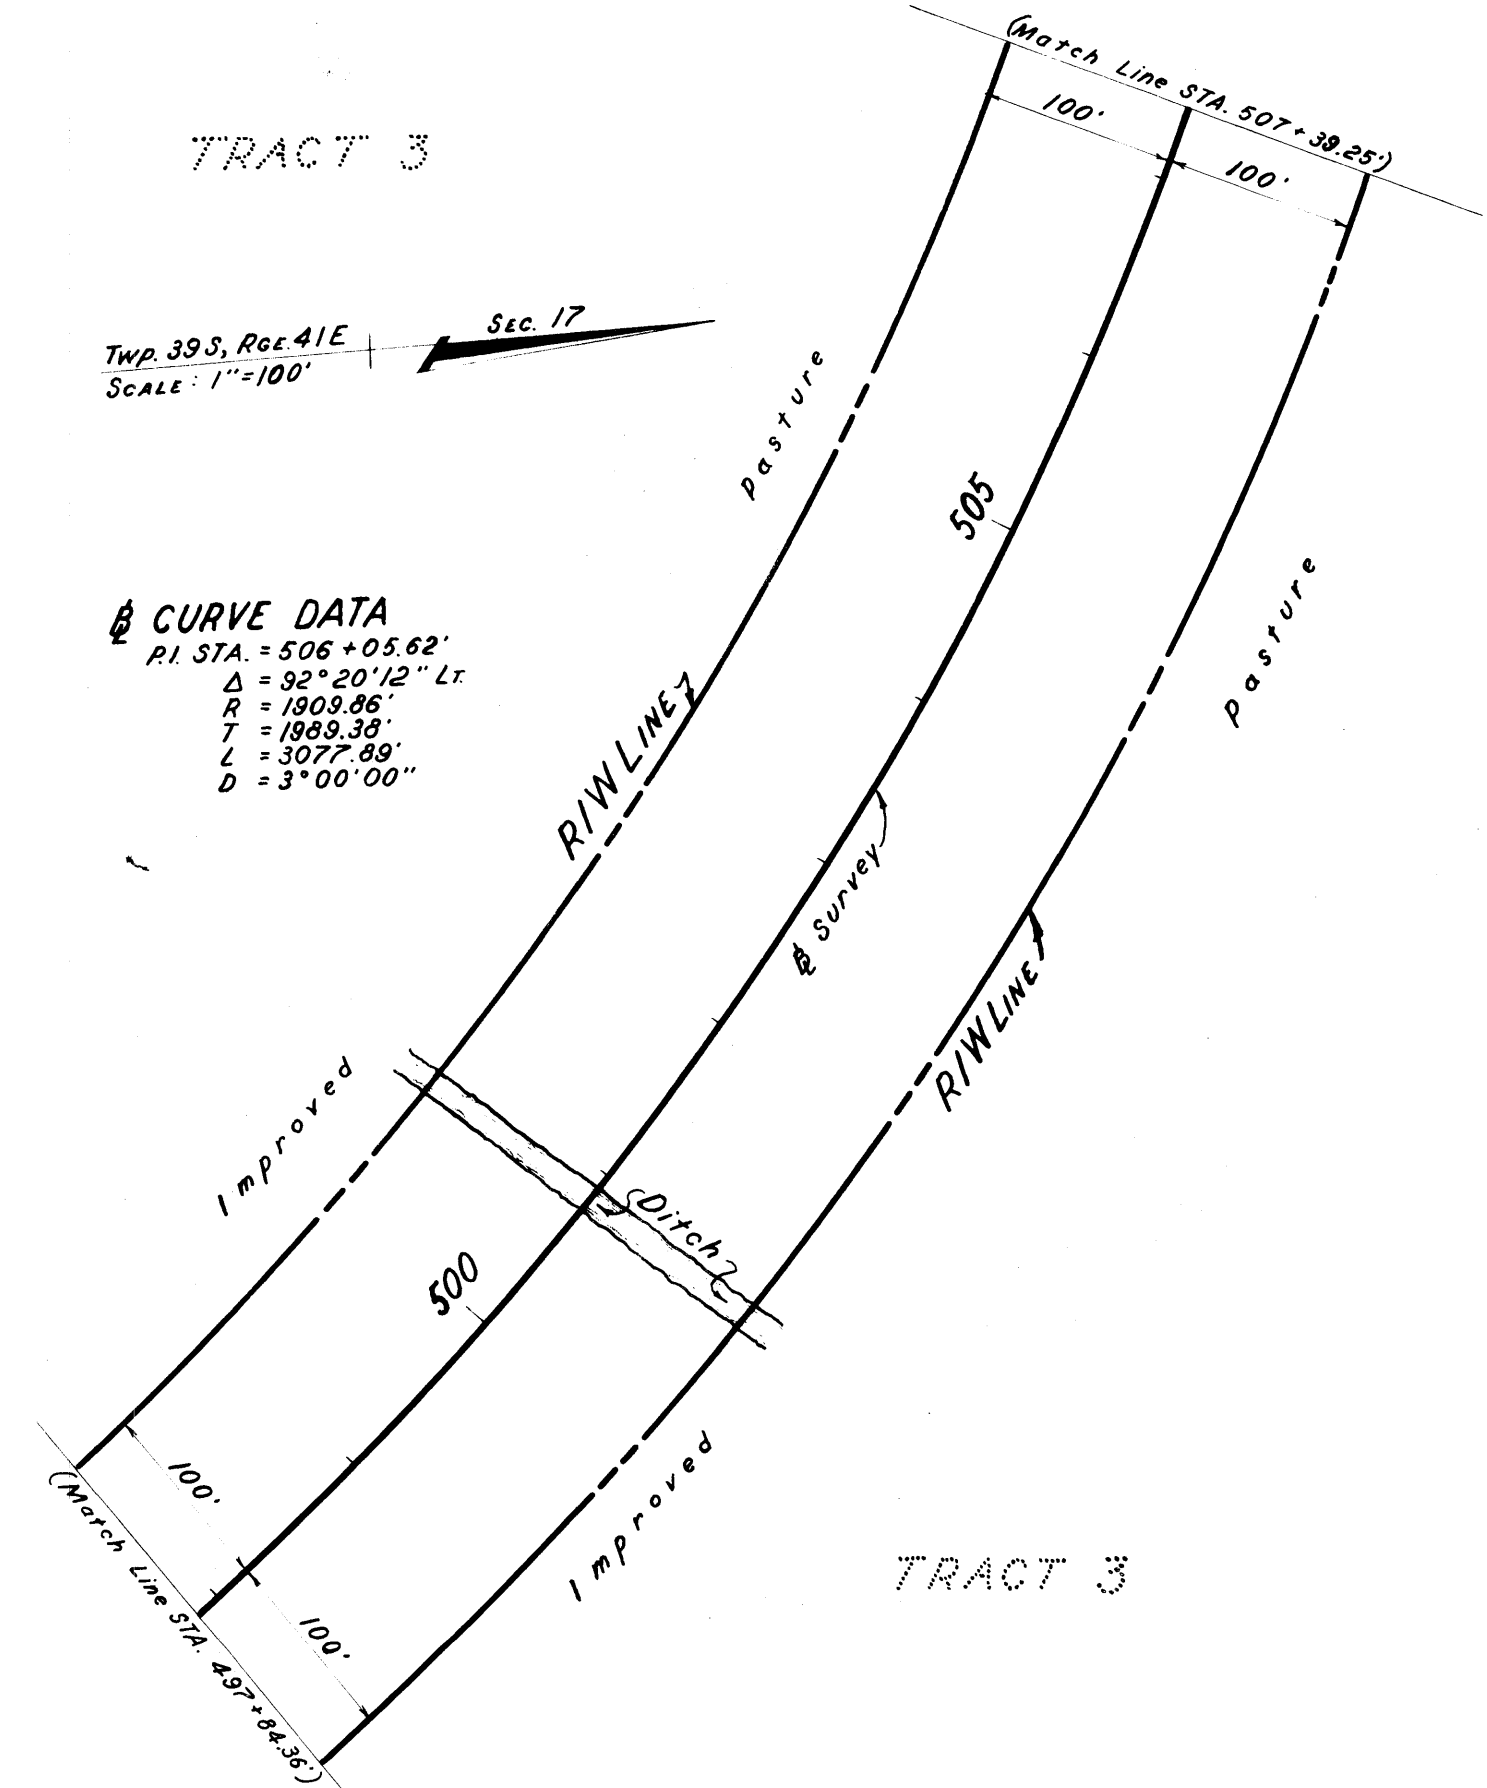 (Match Line STA. 507+39.25')
100'
100'
TRACT 3
SEC. 17
TWP. 39 S, RGE. 41 E
SCALE: 1"=100'
Pasture
505
Pasture
℄ CURVE DATA
P.I. STA. = 506+05.62'
Δ = 92°20'12" LT.
R = 1909.86'
T = 1989.38'
L = 3077.89'
D = 3°00'00"
R/W LINE
Survey
R/W LINE
Improved
Ditch
500
Improved
100'
100'
(Match Line STA. 497+84.36')
TRACT 3